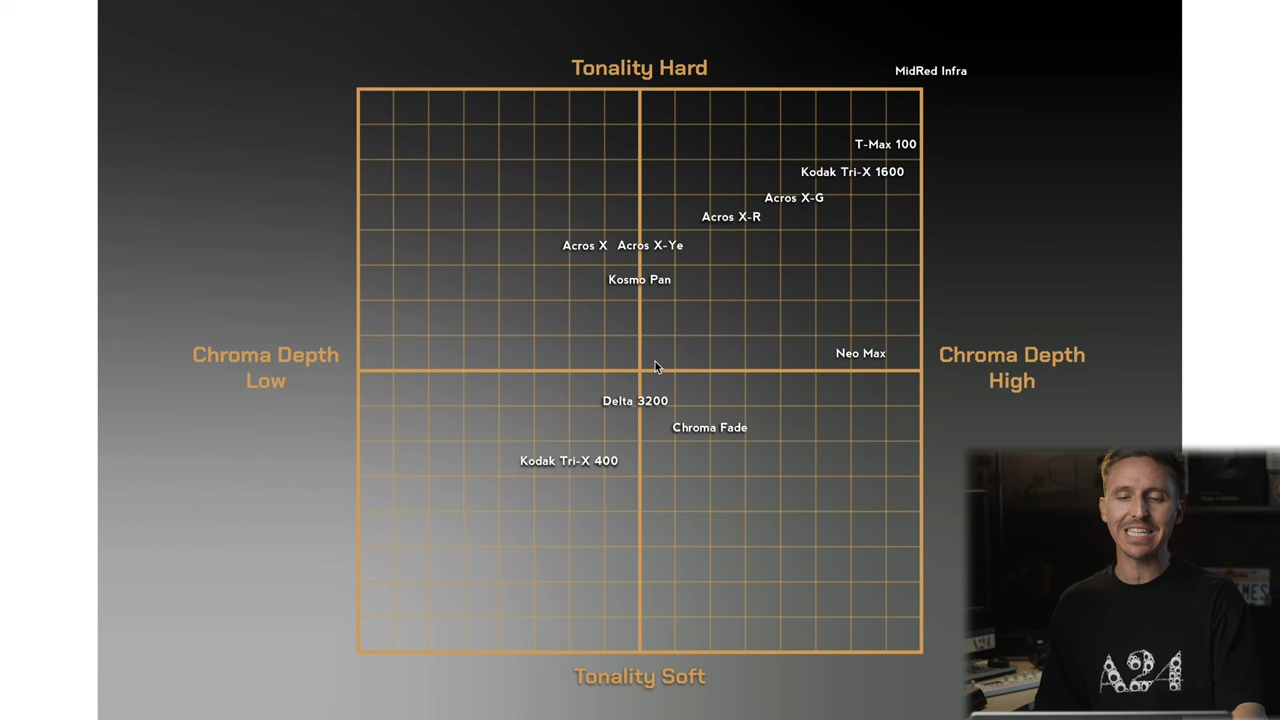 Tonality Hard
MidRed Infra
T-Max 100
Kodak Tri-X 1600
Acros X-G
Acros X-R
Acros X Acros X-Ye
Kosmo Pan
Chroma Depth
Low
Neo Max
Chroma Depth
High
Delta 3200
Chroma Fade
Kodak Tri-X 400
Tonality Soft
A24